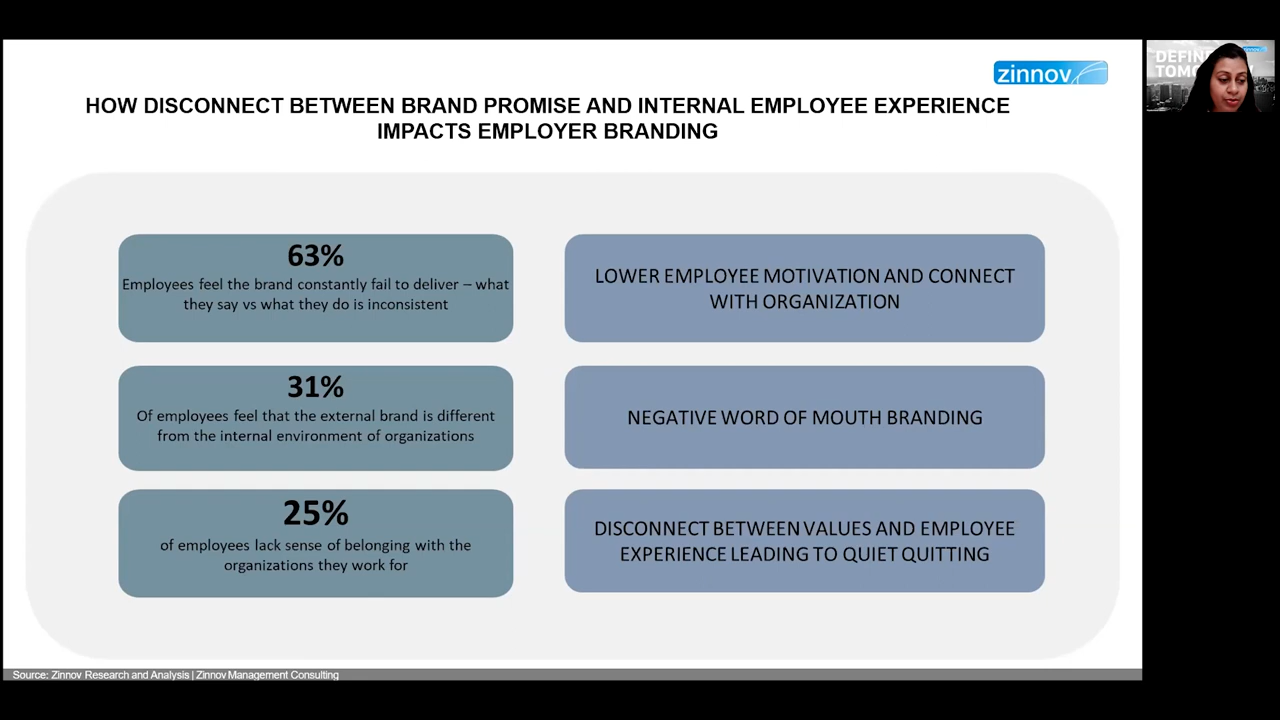 zinnov
HOW DISCONNECT BETWEEN BRAND PROMISE AND INTERNAL EMPLOYEE EXPERIENCE
IMPACTS EMPLOYER BRANDING
63%
Employees feel the brand constantly fail to deliver – what
they say vs what they do is inconsistent
LOWER EMPLOYEE MOTIVATION AND CONNECT
WITH ORGANIZATION
31%
Of employees feel that the external brand is different
from the internal environment of organizations
NEGATIVE WORD OF MOUTH BRANDING
25%
of employees lack sense of belonging with the
organizations they work for
DISCONNECT BETWEEN VALUES AND EMPLOYEE
EXPERIENCE LEADING TO QUIET QUITTING
Source: Zinnov Research and Analysis | Zinnov Management Consulting